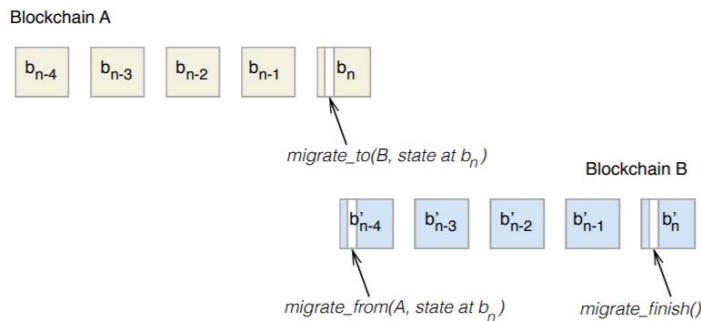 Blockchain A
bn-4 bn-3 bn-2 bn-1 bn
migrate_to(B, state at bn)
Blockchain B
b'n-4 b'n-3 b'n-2 b'n-1 b'n
migrate_from(A, state at bn) migrate_finish()